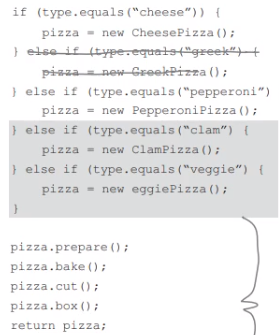 if (type.equals(“cheese”)) {
pizza = new CheesePizza();
} else if (type.equals(“greek”) {
pizza = new GreekPizza();
} else if (type.equals(“pepperoni”)
pizza = new PepperoniPizza();
} else if (type.equals(“clam”) {
pizza = new ClamPizza();
} else if (type.equals(“veggie”) {
pizza = new eggiePizza();
}
pizza.prepare();
pizza.bake();
pizza.cut();
pizza.box();
return pizza;